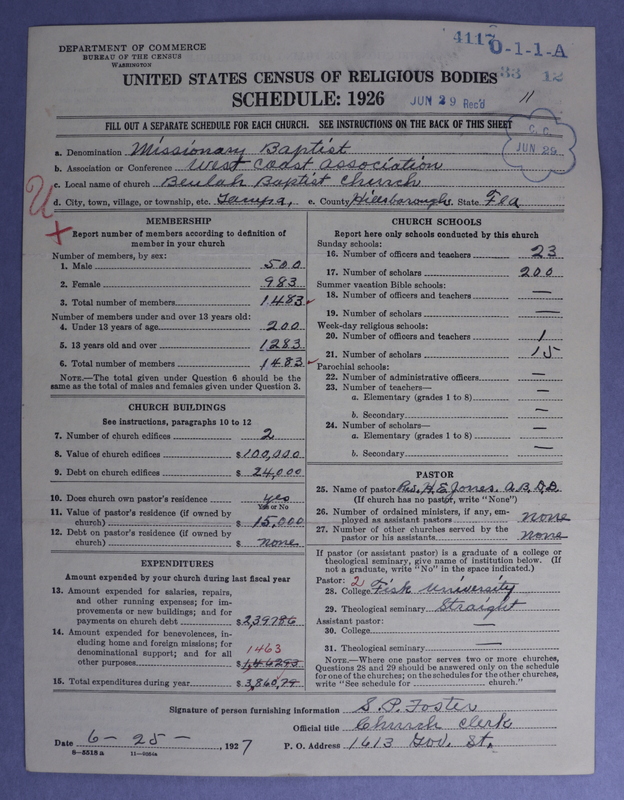 4117
O-1-1-A
33 12
DEPARTMENT OF COMMERCE
BUREAU OF THE CENSUS
WASHINGTON
UNITED STATES CENSUS OF RELIGIOUS BODIES
SCHEDULE: 1926
JUN 29 Rec'd
11
FILL OUT A SEPARATE SCHEDULE FOR EACH CHURCH. SEE INSTRUCTIONS ON THE BACK OF THIS SHEET
C. C.
JUN 29
a. Denomination Missionary Baptist
b. Association or Conference West Coast Association
c. Local name of church Beulah Baptist Church
d. City, town, village, or township, etc. Tampa, e. County Hillsborough State Fla
MEMBERSHIP
Report number of members according to definition of
member in your church
Number of members, by sex:
1. Male 500
2. Female 983
3. Total number of members 1483
Number of members under and over 13 years old:
4. Under 13 years of age 200
5. 13 years old and over 1283
6. Total number of members 1483
NOTE.—The total given under Question 6 should be the
same as the total of males and females given under Question 3.
CHURCH BUILDINGS
See instructions, paragraphs 10 to 12
7. Number of church edifices 2
8. Value of church edifices $100,000
9. Debt on church edifices $ 24,000
10. Does church own pastor's residence yes
Yes or No
11. Value of pastor's residence (if owned by
church) $ 15,000
12. Debt on pastor's residence (if owned by
church) $ none
EXPENDITURES
Amount expended by your church during last fiscal year
13. Amount expended for salaries, repairs,
and other running expenses; for im-
provements or new buildings; and for
payments on church debt $2,397.86
14. Amount expended for benevolences, in-
cluding home and foreign missions; for
denominational support; and for all
1463
other purposes $1,462.93
15. Total expenditures during year $3,860.79
CHURCH SCHOOLS
Report here only schools conducted by this church
Sunday schools:
16. Number of officers and teachers 23
17. Number of scholars 200
Summer vacation Bible schools:
18. Number of officers and teachers —
19. Number of scholars —
Week-day religious schools:
20. Number of officers and teachers 1
21. Number of scholars 15
Parochial schools:
22. Number of administrative officers —
23. Number of teachers—
a. Elementary (grades 1 to 8) —
b. Secondary —
24. Number of scholars—
a. Elementary (grades 1 to 8) —
b. Secondary —
PASTOR
25. Name of pastor Rev. H. E. Jones. A.B.D.D.
(If church has no pastor, write "None")
26. Number of ordained ministers, if any, em-
ployed as assistant pastors none
27. Number of other churches served by the
pastor or his assistants none
If pastor (or assistant pastor) is a graduate of a college or
theological seminary, give name of institution below. (If
not a graduate, write "No" in the space indicated.)
Pastor: 2
28. College Fisk University
29. Theological seminary Straight
Assistant pastor:
30. College —
31. Theological seminary —
NOTE.—Where one pastor serves two or more churches,
Questions 28 and 29 should be answered only on the schedule
for one of the churches; on the schedules for the other churches,
write "See schedule for church."
Signature of person furnishing information S. P. Foster
Official title Church Clerk
Date 6 - 25 -, 1927 P. O. Address 1613 Gov. St.
8-5518 a